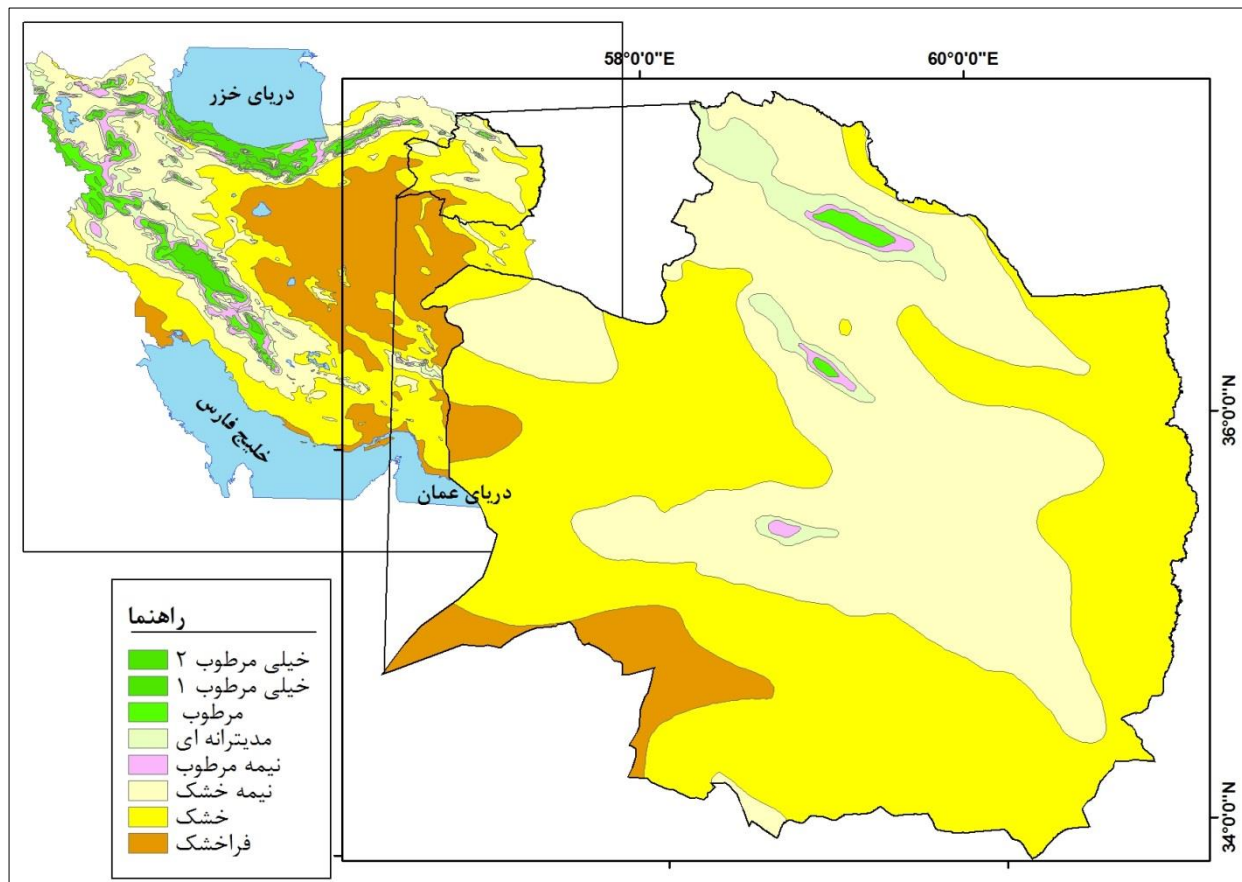 58°0'0"E
60°0'0"E
دریای خزر
36°0'0"N
خلیج فارس
دریای عمان
راهنما
خیلی مرطوب ۲
خیلی مرطوب ۱
مرطوب
مدیترانه ای
نیمه مرطوب
نیمه خشک
خشک
فراخشک
34°0'0"N